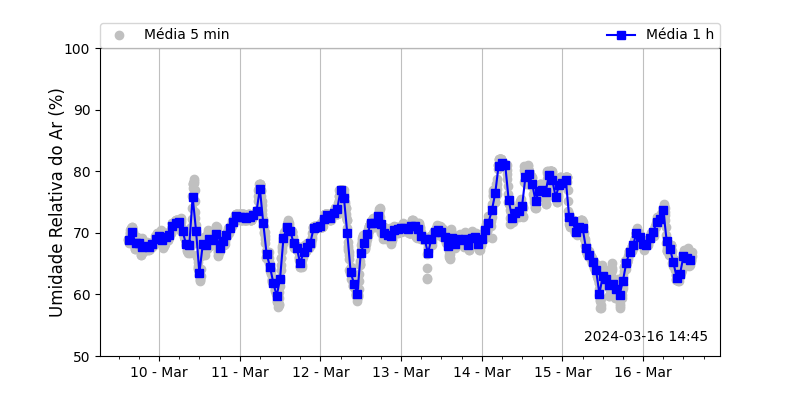 Média 5 min Média 1 h
100
90
80
70
60
50
Umidade Relativa do Ar (%)
2024-03-16 14:45
10 - Mar 11 - Mar 12 - Mar 13 - Mar 14 - Mar 15 - Mar 16 - Mar